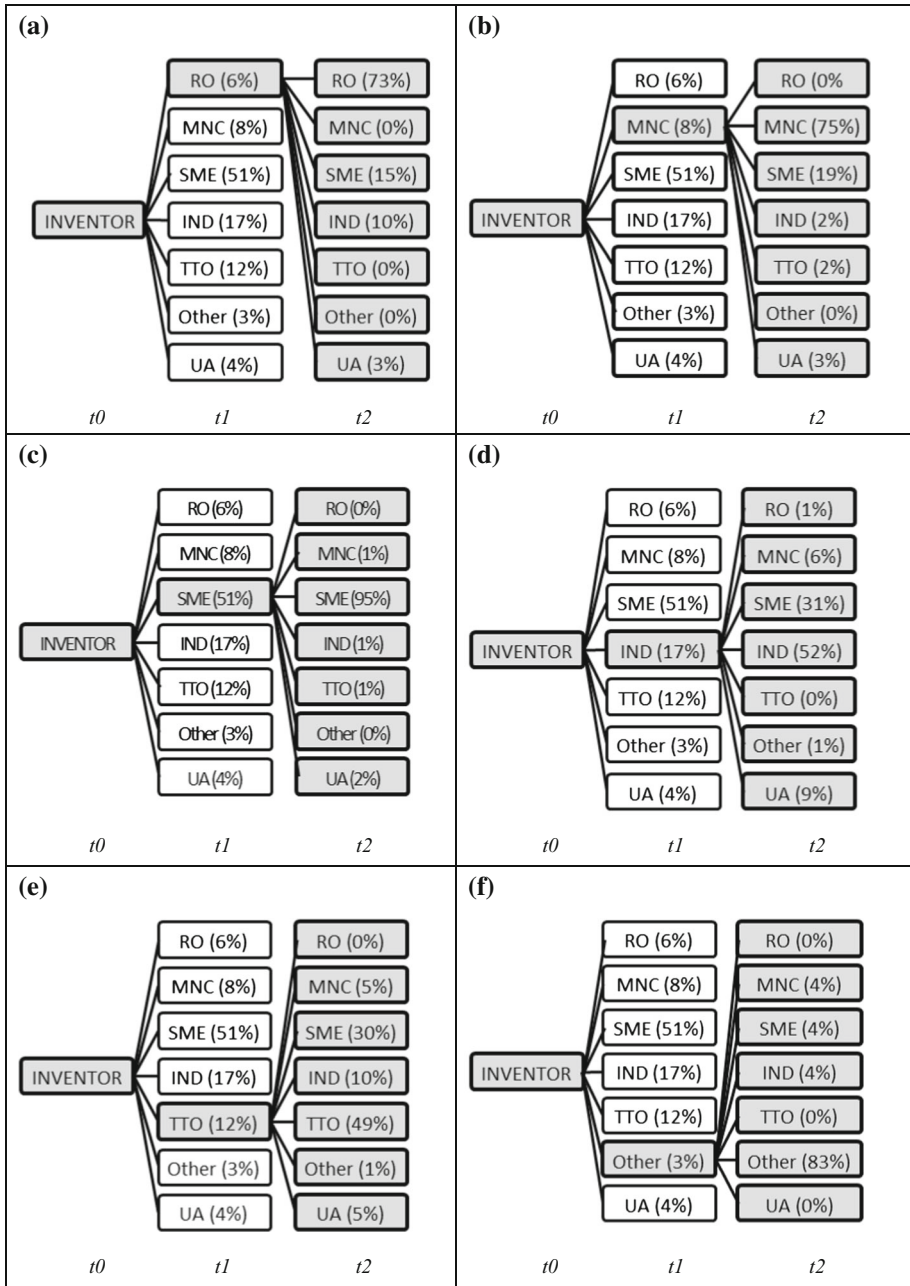 (a)
INVENTOR
RO (6%)
MNC (8%)
SME (51%)
IND (17%)
TTO (12%)
Other (3%)
UA (4%)
RO (73%)
MNC (0%)
SME (15%)
IND (10%)
TTO (0%)
Other (0%)
UA (3%)
t0 t1 t2
(b)
INVENTOR
RO (6%)
MNC (8%)
SME (51%)
IND (17%)
TTO (12%)
Other (3%)
UA (4%)
RO (0%
MNC (75%)
SME (19%)
IND (2%)
TTO (2%)
Other (0%)
UA (3%)
t0 t1 t2
(c)
INVENTOR
RO (6%)
MNC (8%)
SME (51%)
IND (17%)
TTO (12%)
Other (3%)
UA (4%)
RO (0%)
MNC (1%)
SME (95%)
IND (1%)
TTO (1%)
Other (0%)
UA (2%)
t0 t1 t2
(d)
INVENTOR
RO (6%)
MNC (8%)
SME (51%)
IND (17%)
TTO (12%)
Other (3%)
UA (4%)
RO (1%)
MNC (6%)
SME (31%)
IND (52%)
TTO (0%)
Other (1%)
UA (9%)
t0 t1 t2
(e)
INVENTOR
RO (6%)
MNC (8%)
SME (51%)
IND (17%)
TTO (12%)
Other (3%)
UA (4%)
RO (0%)
MNC (5%)
SME (30%)
IND (10%)
TTO (49%)
Other (1%)
UA (5%)
t0 t1 t2
(f)
INVENTOR
RO (6%)
MNC (8%)
SME (51%)
IND (17%)
TTO (12%)
Other (3%)
UA (4%)
RO (0%)
MNC (4%)
SME (4%)
IND (4%)
TTO (0%)
Other (83%)
UA (0%)
t0 t1 t2